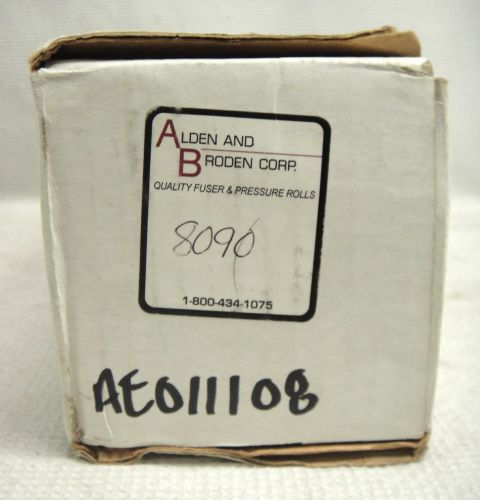 ALDEN AND
BRODEN CORP.
QUALITY FUSER & PRESSURE ROLLS
8090
1-800-434-1075
AE011108